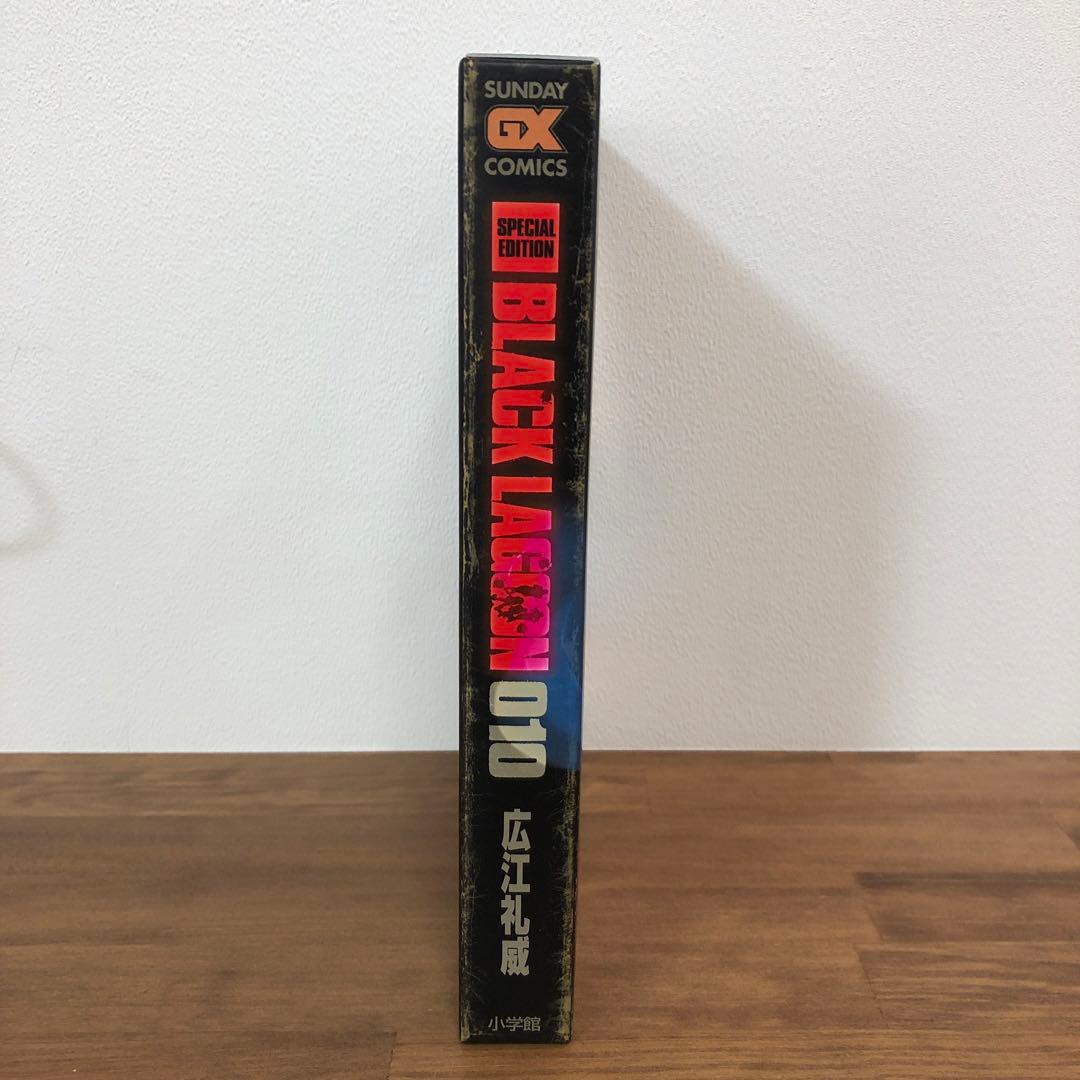 SUNDAY
GX
COMICS
SPECIAL
EDITION
BLACK LAGOON 010
広江礼威
小学館